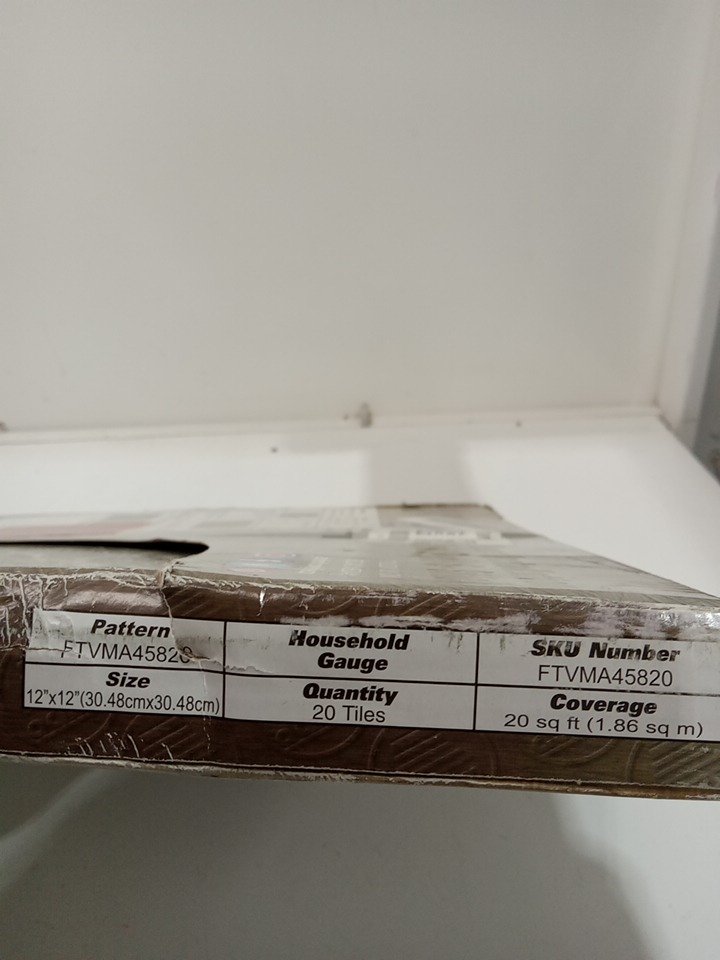 Pattern
FTVMA45820
Size
12"x12"(30.48cmx30.48cm)
Household
Gauge
Quantity
20 Tiles
SKU Number
FTVMA45820
Coverage
20 sq ft (1.86 sq m)